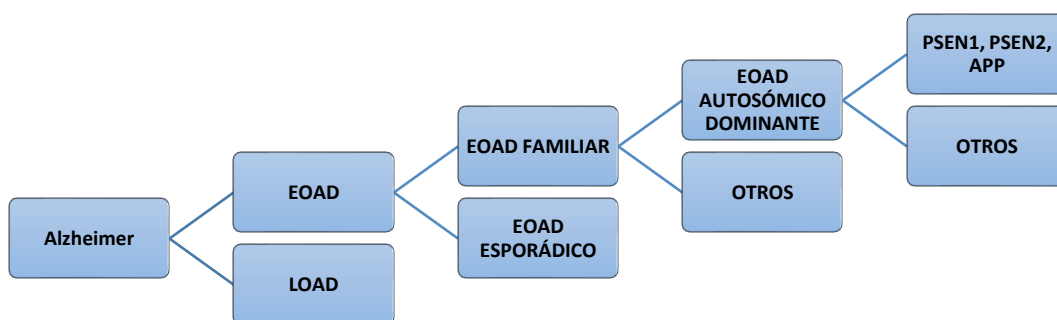 Alzheimer
EOAD
LOAD
EOAD FAMILIAR
EOAD
ESPORÁDICO
EOAD
AUTOSÓMICO
DOMINANTE
OTROS
PSEN1, PSEN2,
APP
OTROS